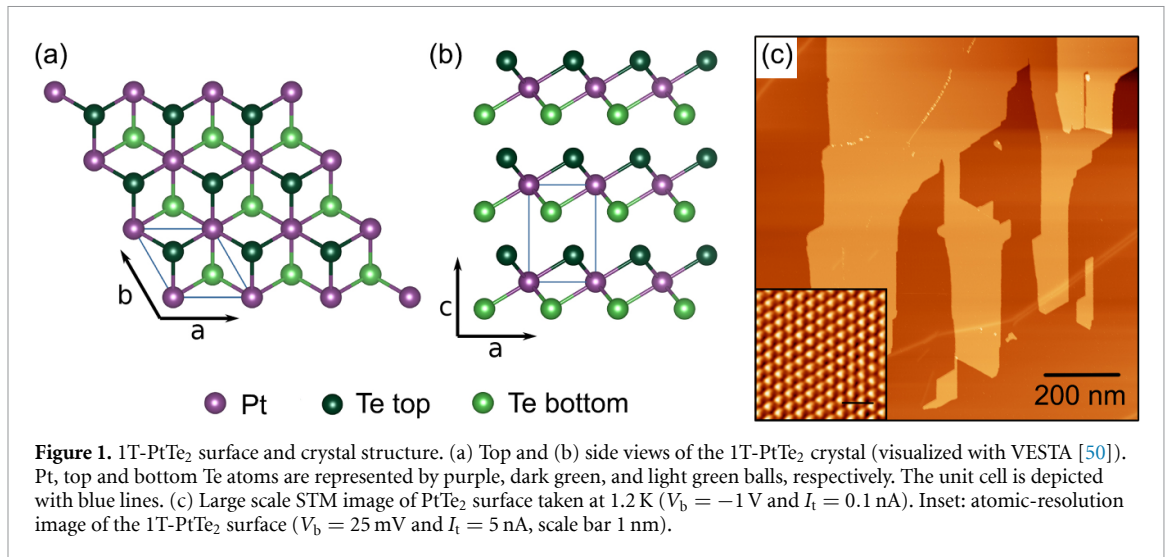 (a)
(b)
(c)
b
a
c
a
Pt
Te top
Te bottom
200 nm
Figure 1. 1T-PtTe₂ surface and crystal structure. (a) Top and (b) side views of the 1T-PtTe₂ crystal (visualized with VESTA [50]).
Pt, top and bottom Te atoms are represented by purple, dark green, and light green balls, respectively. The unit cell is depicted
with blue lines. (c) Large scale STM image of PtTe₂ surface taken at 1.2 K (V_b = −1 V and I_t = 0.1 nA). Inset: atomic-resolution
image of the 1T-PtTe₂ surface (V_b = 25 mV and I_t = 5 nA, scale bar 1 nm).